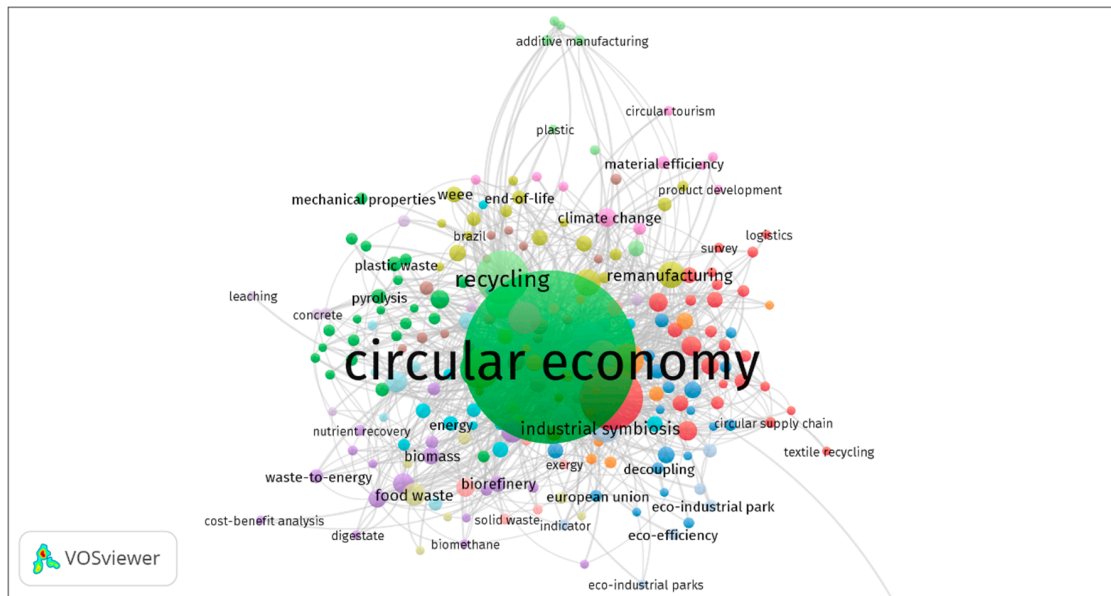 additive manufacturing
circular tourism
plastic
material efficiency
product development
mechanical properties
weee
end-of-life
climate change
brazil
logistics
survey
plastic waste
recycling
remanufacturing
leaching
pyrolysis
concrete
circular economy
nutrient recovery
energy
industrial symbiosis
circular supply chain
textile recycling
biomass
exergy
decoupling
waste-to-energy
food waste
biorefinery
european union
eco-industrial park
cost-benefit analysis
solid waste
indicator
digestate
biomethane
eco-efficiency
VOSviewer
eco-industrial parks